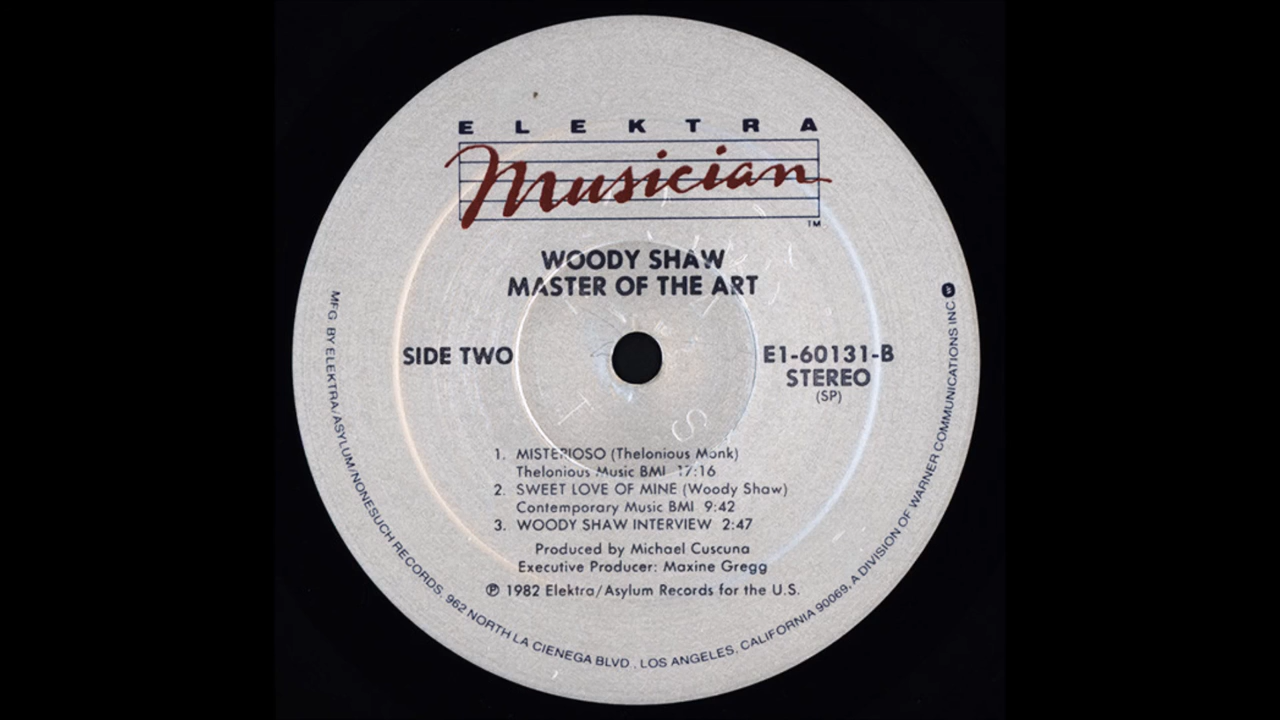 ELEKTRA
Musician
TM
WOODY SHAW
MASTER OF THE ART
SIDE TWO
E1-60131-B
STEREO
(SP)
1. MISTERIOSO (Thelonious Monk)
Thelonious Music BMI 17:16
2. SWEET LOVE OF MINE (Woody Shaw)
Contemporary Music BMI 9:42
3. WOODY SHAW INTERVIEW 2:47
Produced by Michael Cuscuna
Executive Producer: Maxine Gregg
℗ 1982 Elektra/Asylum Records for the U.S.
MFG. BY ELEKTRA/ASYLUM/NONESUCH RECORDS, 962 NORTH LA CIENEGA BLVD., LOS ANGELES, CALIFORNIA 90069, A DIVISION OF WARNER COMMUNICATIONS INC.